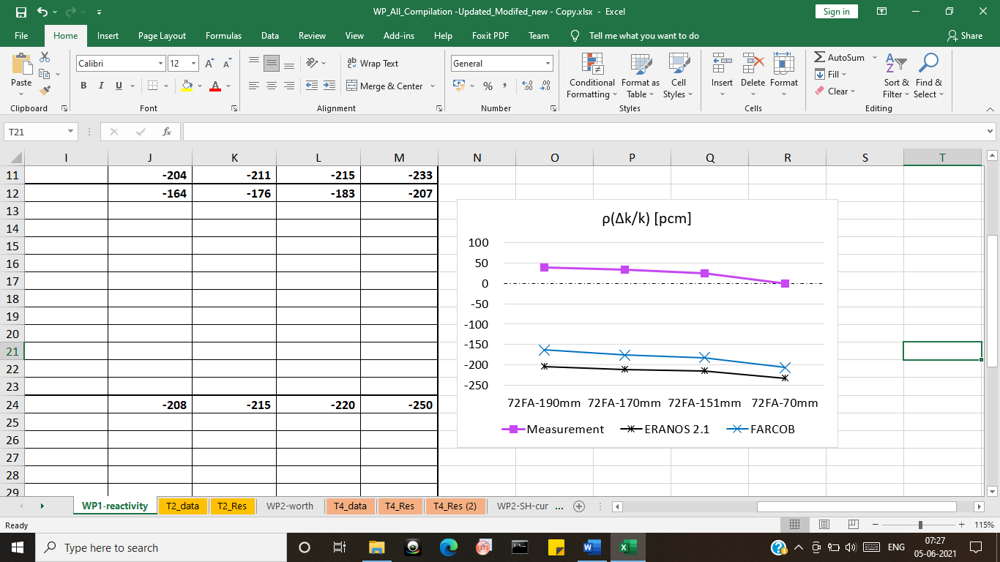 WP_All_Compilation -Updated_Modifed_new - Copy.xlsx - Excel
Sign in
File Home Insert Page Layout Formulas Data Review View Add-ins Help Foxit PDF Team Tell me what you want to do Share
Paste
Calibri 12 A A
B I U A
ab Wrap Text
Merge & Center
General
% , .0 .00
Conditional Formatting
Format as Table
Cell Styles
Insert Delete Format
AutoSum
Fill
Clear
Sort & Filter
Find & Select
Clipboard Font Alignment Number Styles Cells Editing
T21 fx
I J K L M N O P Q R S T
11 -204 -211 -215 -233
12 -164 -176 -183 -207
13
14
15
16
17
18
19
20
21
22
23
24 -208 -215 -220 -250
25
26
27
28
29
ρ(Δk/k) [pcm]
100
50
0
-50
-100
-150
-200
-250
72FA-190mm 72FA-170mm 72FA-151mm 72FA-70mm
Measurement ERANOS 2.1 FARCOB
WP1-reactivity T2_data T2_Res WP2-worth T4_data T4_Res T4_Res (2) WP2-SH-cur ...
Ready 115%
Type here to search
ENG
07:27
05-06-2021